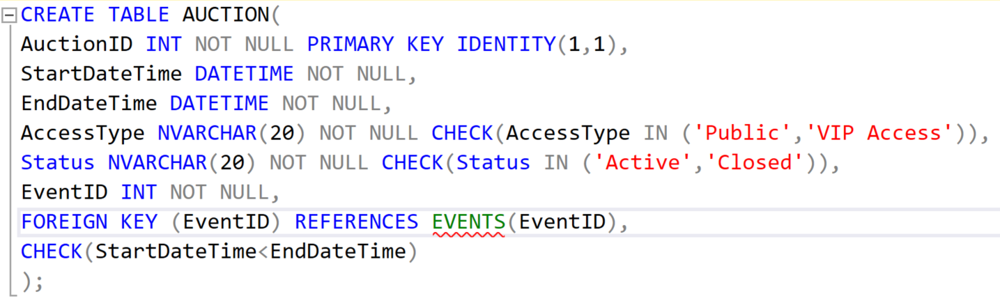 CREATE TABLE AUCTION(
AuctionID INT NOT NULL PRIMARY KEY IDENTITY(1,1),
StartDateTime DATETIME NOT NULL,
EndDateTime DATETIME NOT NULL,
AccessType NVARCHAR(20) NOT NULL CHECK(AccessType IN ('Public','VIP Access')),
Status NVARCHAR(20) NOT NULL CHECK(Status IN ('Active','Closed')),
EventID INT NOT NULL,
FOREIGN KEY (EventID) REFERENCES EVENTS(EventID),
CHECK(StartDateTime<EndDateTime)
);